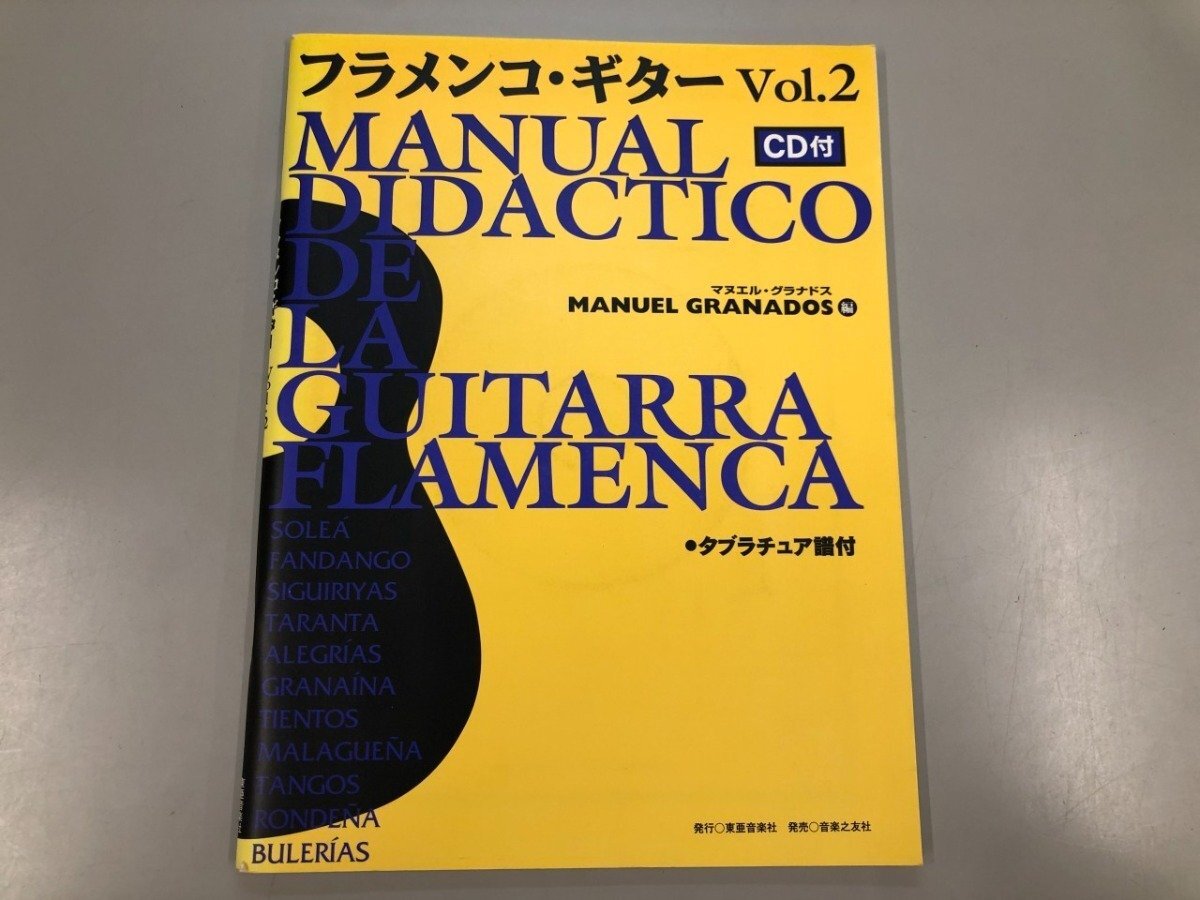 フラメンコ・ギター Vol.2
MANUAL
CD付
DIDACTICO
DE
LA
マヌエル・グラナドス
MANUEL GRANADOS 編
GUITARRA
FLAMENCA
●タブラチュア譜付
SOLEÁ
FANDANGO
SIGUIRIYAS
TARANTA
ALEGRÍAS
GRANAÍNA
TIENTOS
MALAGUEÑA
TANGOS
RONDEÑA
BULERÍAS
発行○東亜音楽社 発売○音楽之友社